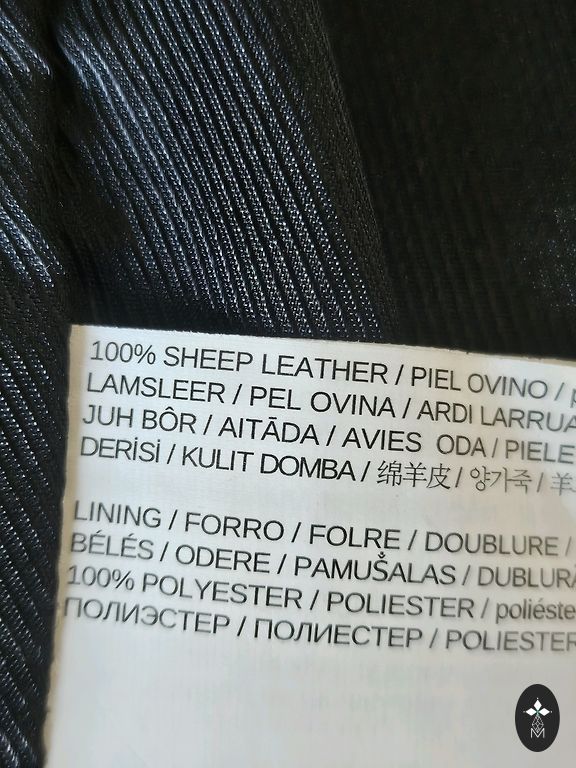 100% SHEEP LEATHER / PIEL OVINO /
LAMSLEER / PEL OVINA / ARDI LARRUA
JUH BÔR / AITĀDA / AVIES ODA / PIELE
DERİSİ / KULIT DOMBA / 绵羊皮 / 양가죽 / 羊
LINING / FORRO / FOLRE / DOUBLURE /
BÉLÉS / ODERE / PAMUŠALAS / DUBLURĂ
100% POLYESTER / POLIESTER / poliéste
ПОЛИЭСТЕР / ПОЛИЕСТЕР / POLIESTER
M